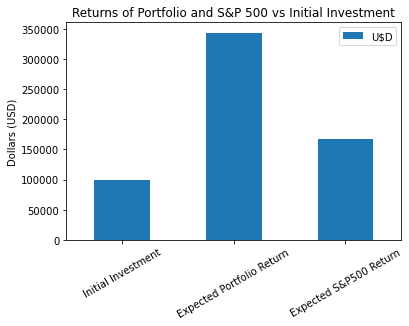 Returns of Portfolio and S&P 500 vs Initial Investment
U$D
350000
300000
250000
200000
150000
100000
50000
0
Dollars (USD)
Initial Investment
Expected Portfolio Return
Expected S&P500 Return